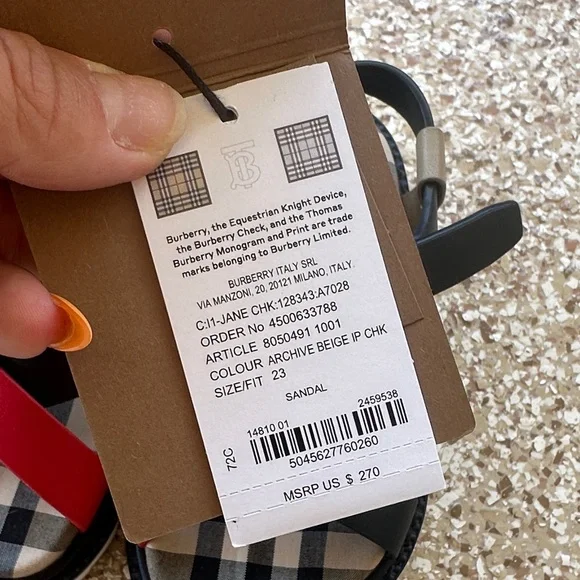 TB
Burberry, the Equestrian Knight Device,
the Burberry Check, and the Thomas
Burberry Monogram and Print are trade
marks belonging to Burberry Limited.
BURBERRY ITALY SRL
VIA MANZONI, 20, 20121 MILANO, ITALY.
C:I1-JANE CHK:128343:A7028
ORDER No 4500633788
ARTICLE 8050491 1001
COLOUR ARCHIVE BEIGE IP CHK
SIZE/FIT 23
SANDAL
72C
14810 01 2459538
5045627760260
MSRP US $ 270